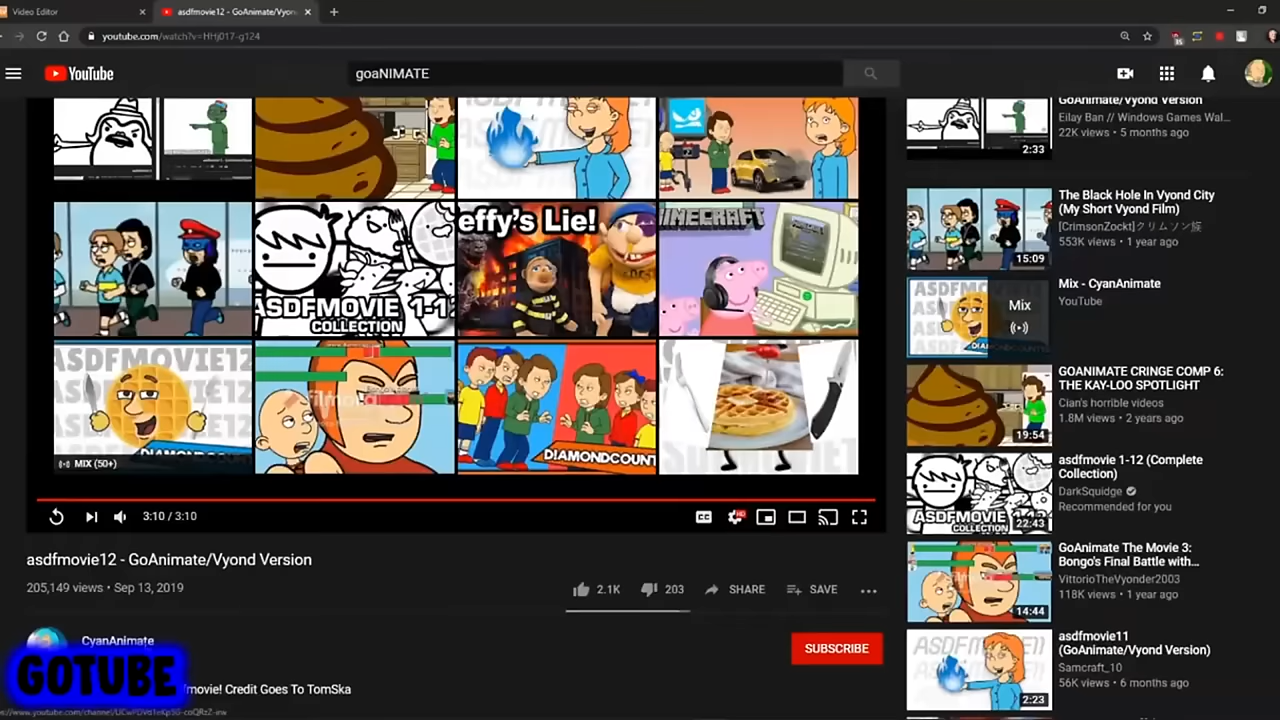 Video Editor
asdfmovie12 - GoAnimate/Vyon
youtube.com/watch?v=HHj017-g124
YouTube
goaNIMATE
effy's Lie!
MINECRAFT
ASDFMOVIE 1-12
COLLECTION
ASDFMOVIE12
MIX (50+)
DIAMONDCOUNT
3:10 / 3:10
CC
HD
asdfmovie12 - GoAnimate/Vyond Version
205,149 views • Sep 13, 2019
2.1K
203
SHARE
SAVE
CyanAnimate
SUBSCRIBE
GOTUBE
movie! Credit Goes To TomSka
GoAnimate/Vyond Version
Eilay Ban // Windows Games Wal...
22K views • 5 months ago
2:33
The Black Hole In Vyond City
(My Short Vyond Film)
[CrimsonZockt]クリムゾン族
553K views • 1 year ago
15:09
Mix - CyanAnimate
YouTube
Mix
GOANIMATE CRINGE COMP 6:
THE KAY-LOO SPOTLIGHT
Cian's horrible videos
1.8M views • 2 years ago
19:54
asdfmovie 1-12 (Complete
Collection)
DarkSquidge
Recommended for you
ASDFMOVIE 1-12
22:43
GoAnimate The Movie 3:
Bongo's Final Battle with...
VittorioTheVyonder2003
118K views • 1 year ago
14:44
asdfmovie11
(GoAnimate/Vyond Version)
Samcraft_10
56K views • 6 months ago
2:23